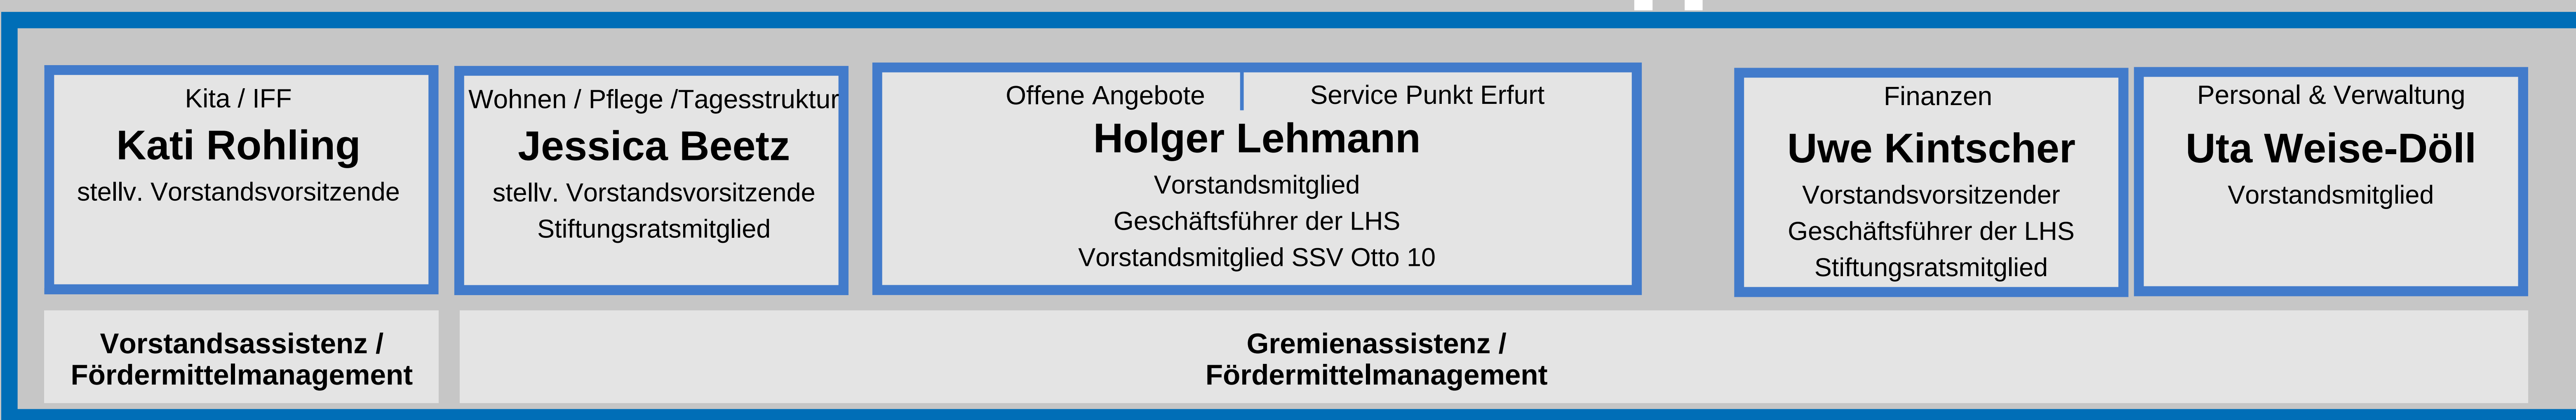 Kita / IFF
Kati Rohling
stellv. Vorstandsvorsitzende
Wohnen / Pflege /Tagesstruktur
Jessica Beetz
stellv. Vorstandsvorsitzende
Stiftungsratsmitglied
Offene Angebote
Service Punkt Erfurt
Holger Lehmann
Vorstandsmitglied
Geschäftsführer der LHS
Vorstandsmitglied SSV Otto 10
Finanzen
Uwe Kintscher
Vorstandsvorsitzender
Geschäftsführer der LHS
Stiftungsratsmitglied
Personal & Verwaltung
Uta Weise-Döll
Vorstandsmitglied
Vorstandsassistenz /
Fördermittelmanagement
Gremienassistenz /
Fördermittelmanagement